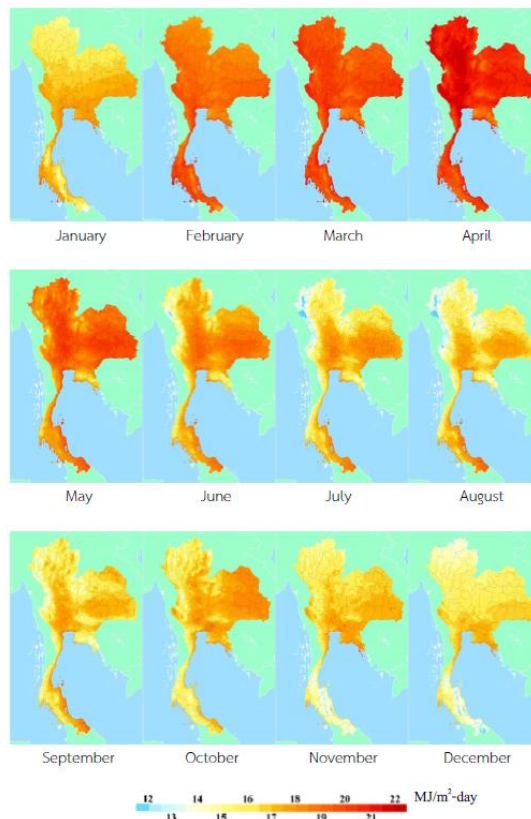 January February March April
May June July August
September October November December
12 14 16 18 20 22 MJ/m²-day
13 15 17 19 21